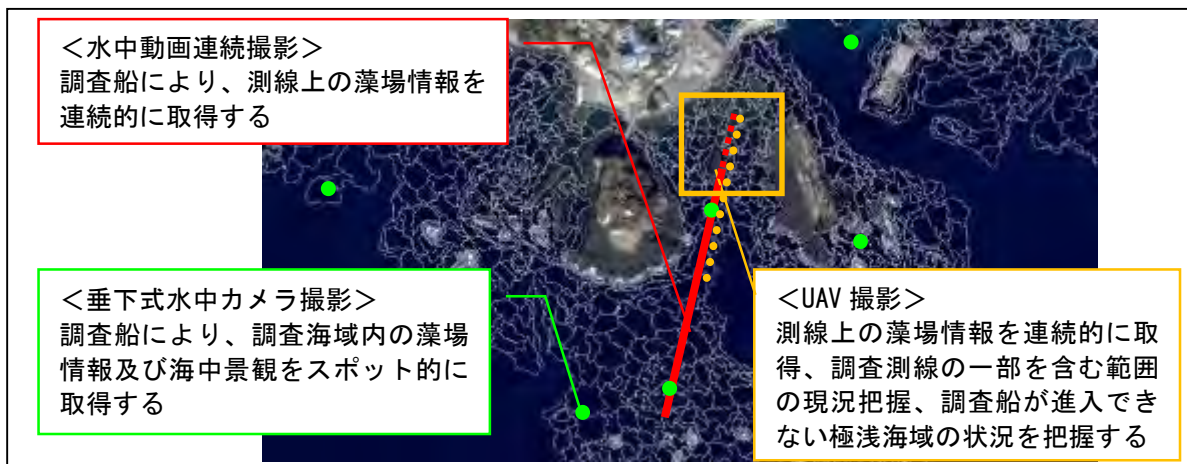 <水中動画連続撮影>
調査船により、測線上の藻場情報を
連続的に取得する
<垂下式水中カメラ撮影>
調査船により、調査海域内の藻場
情報及び海中景観をスポット的に
取得する
<UAV 撮影>
測線上の藻場情報を連続的に取
得、調査測線の一部を含む範囲
の現況把握、調査船が進入でき
ない極浅海域の状況を把握する